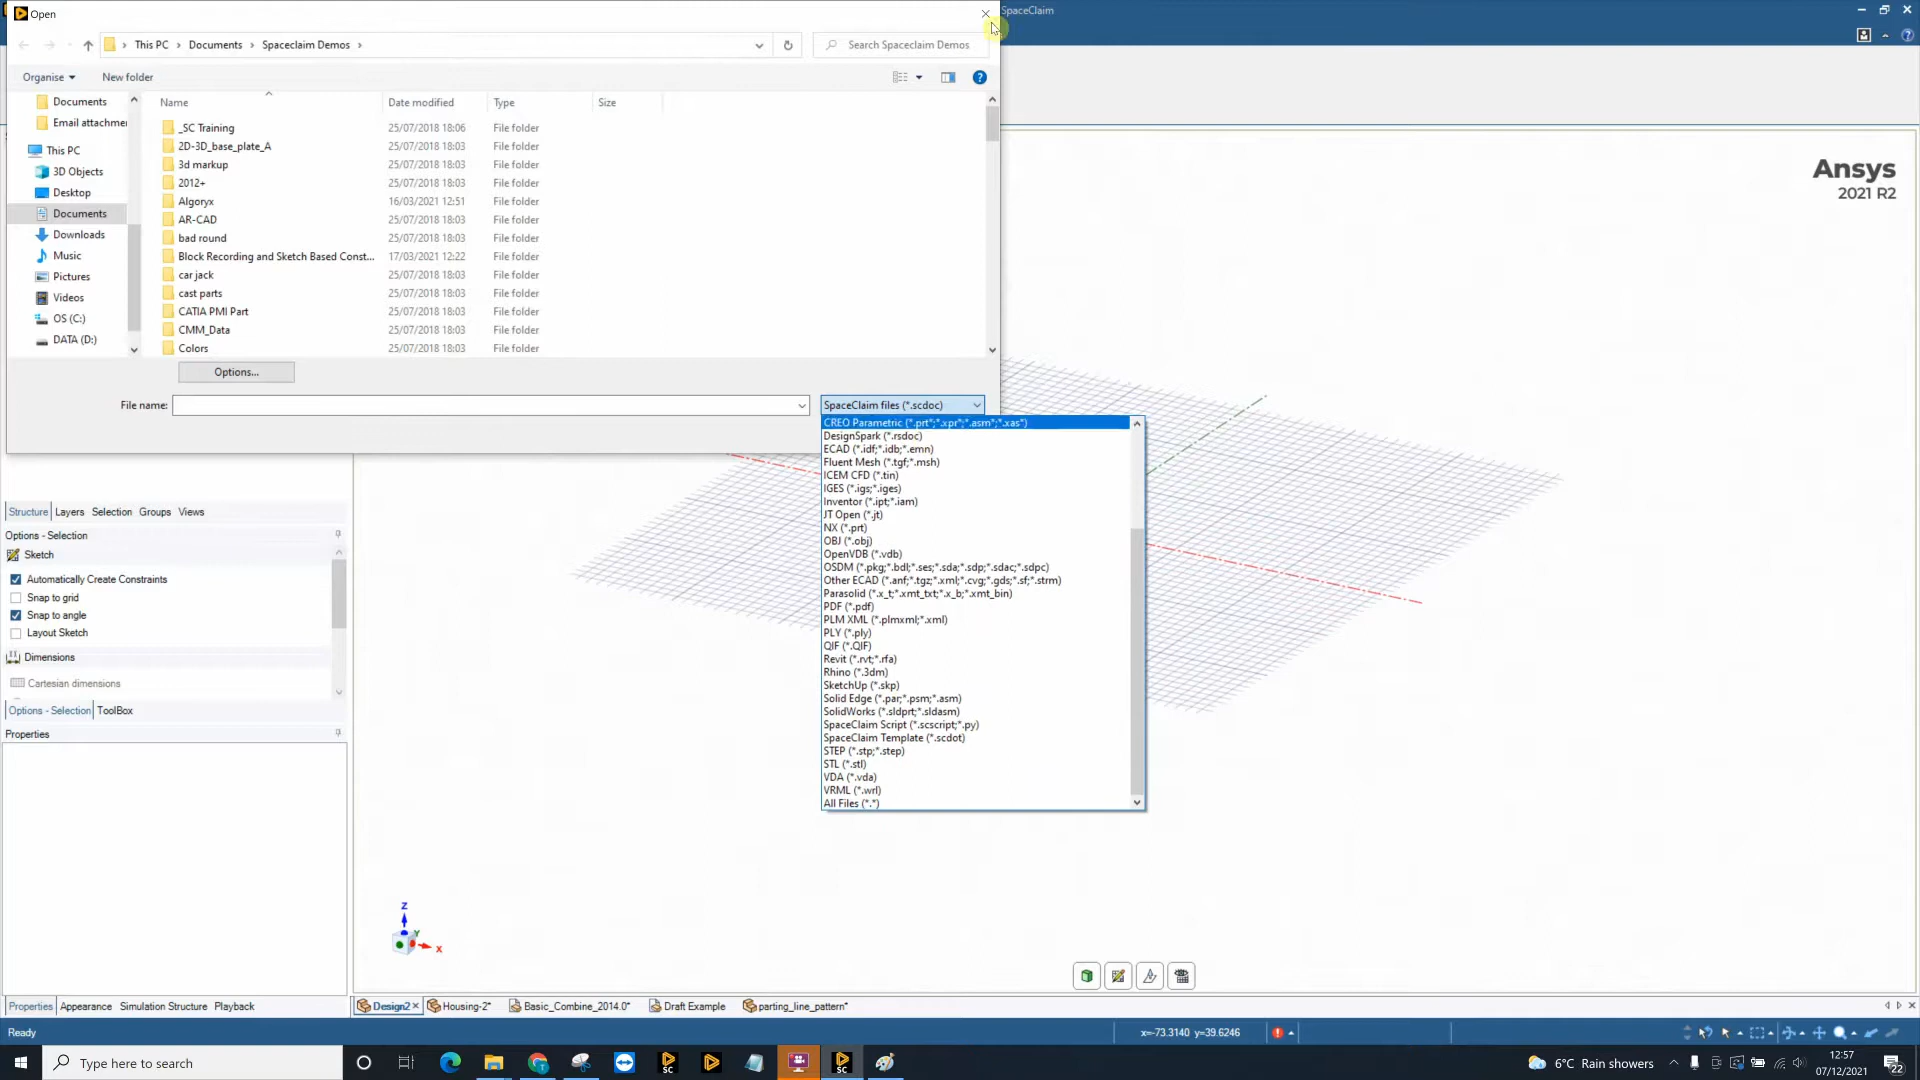 Open
SpaceClaim
This PC > Documents > Spaceclaim Demos >
Search Spaceclaim Demos
Organise
New folder
Name
Date modified
Type
Size
Documents
Email attachme
This PC
3D Objects
Desktop
Documents
Downloads
Music
Pictures
Videos
OS (C:)
DATA (D:)
_SC Training 25/07/2018 18:06 File folder
2D-3D_base_plate_A 25/07/2018 18:03 File folder
3d markup 25/07/2018 18:03 File folder
2012+ 25/07/2018 18:03 File folder
Algoryx 16/03/2021 12:51 File folder
AR-CAD 25/07/2018 18:03 File folder
bad round 25/07/2018 18:03 File folder
Block Recording and Sketch Based Const... 17/03/2021 12:22 File folder
car jack 25/07/2018 18:03 File folder
cast parts 25/07/2018 18:03 File folder
CATIA PMI Part 25/07/2018 18:03 File folder
CMM_Data 25/07/2018 18:03 File folder
Colors 25/07/2018 18:03 File folder
Options...
File name:
SpaceClaim files (*.scdoc)
CREO Parametric (*.prt*;*.xpr*;*.asm*;*.xas*)
DesignSpark (*.rsdoc)
ECAD (*.idf;*.idb;*.emn)
Fluent Mesh (*.tgf;*.msh)
ICEM CFD (*.tin)
IGES (*.igs;*.iges)
Inventor (*.ipt;*.iam)
JT Open (*.jt)
NX (*.prt)
OBJ (*.obj)
OpenVDB (*.vdb)
OSDM (*.pkg;*.bdl;*.ses;*.sda;*.sdp;*.sdac;*.sdpc)
Other ECAD (*.anf;*.tgz;*.xml;*.cvg;*.gds;*.sf;*.strm)
Parasolid (*.x_t;*.xmt_txt;*.x_b;*.xmt_bin)
PDF (*.pdf)
PLM XML (*.plmxml;*.xml)
PLY (*.ply)
QIF (*.QIF)
Revit (*.rvt;*.rfa)
Rhino (*.3dm)
SketchUp (*.skp)
Solid Edge (*.par;*.psm;*.asm)
SolidWorks (*.sldprt;*.sldasm)
SpaceClaim Script (*.scscript;*.py)
SpaceClaim Template (*.scdot)
STEP (*.stp;*.step)
STL (*.stl)
VDA (*.vda)
VRML (*.wrl)
All Files (*.*)
Ansys
2021 R2
Structure Layers Selection Groups Views
Options - Selection
Sketch
Automatically Create Constraints
Snap to grid
Snap to angle
Layout Sketch
Dimensions
Cartesian dimensions
Options - Selection ToolBox
Properties
Z
Y
X
Properties Appearance Simulation Structure Playback
Design2 Housing-2* Basic_Combine_2014.0* Draft Example parting_line_pattern*
Ready
x=-73.3140 y=39.6246
Type here to search
SC
SC
6°C Rain showers
12:57
07/12/2021
22